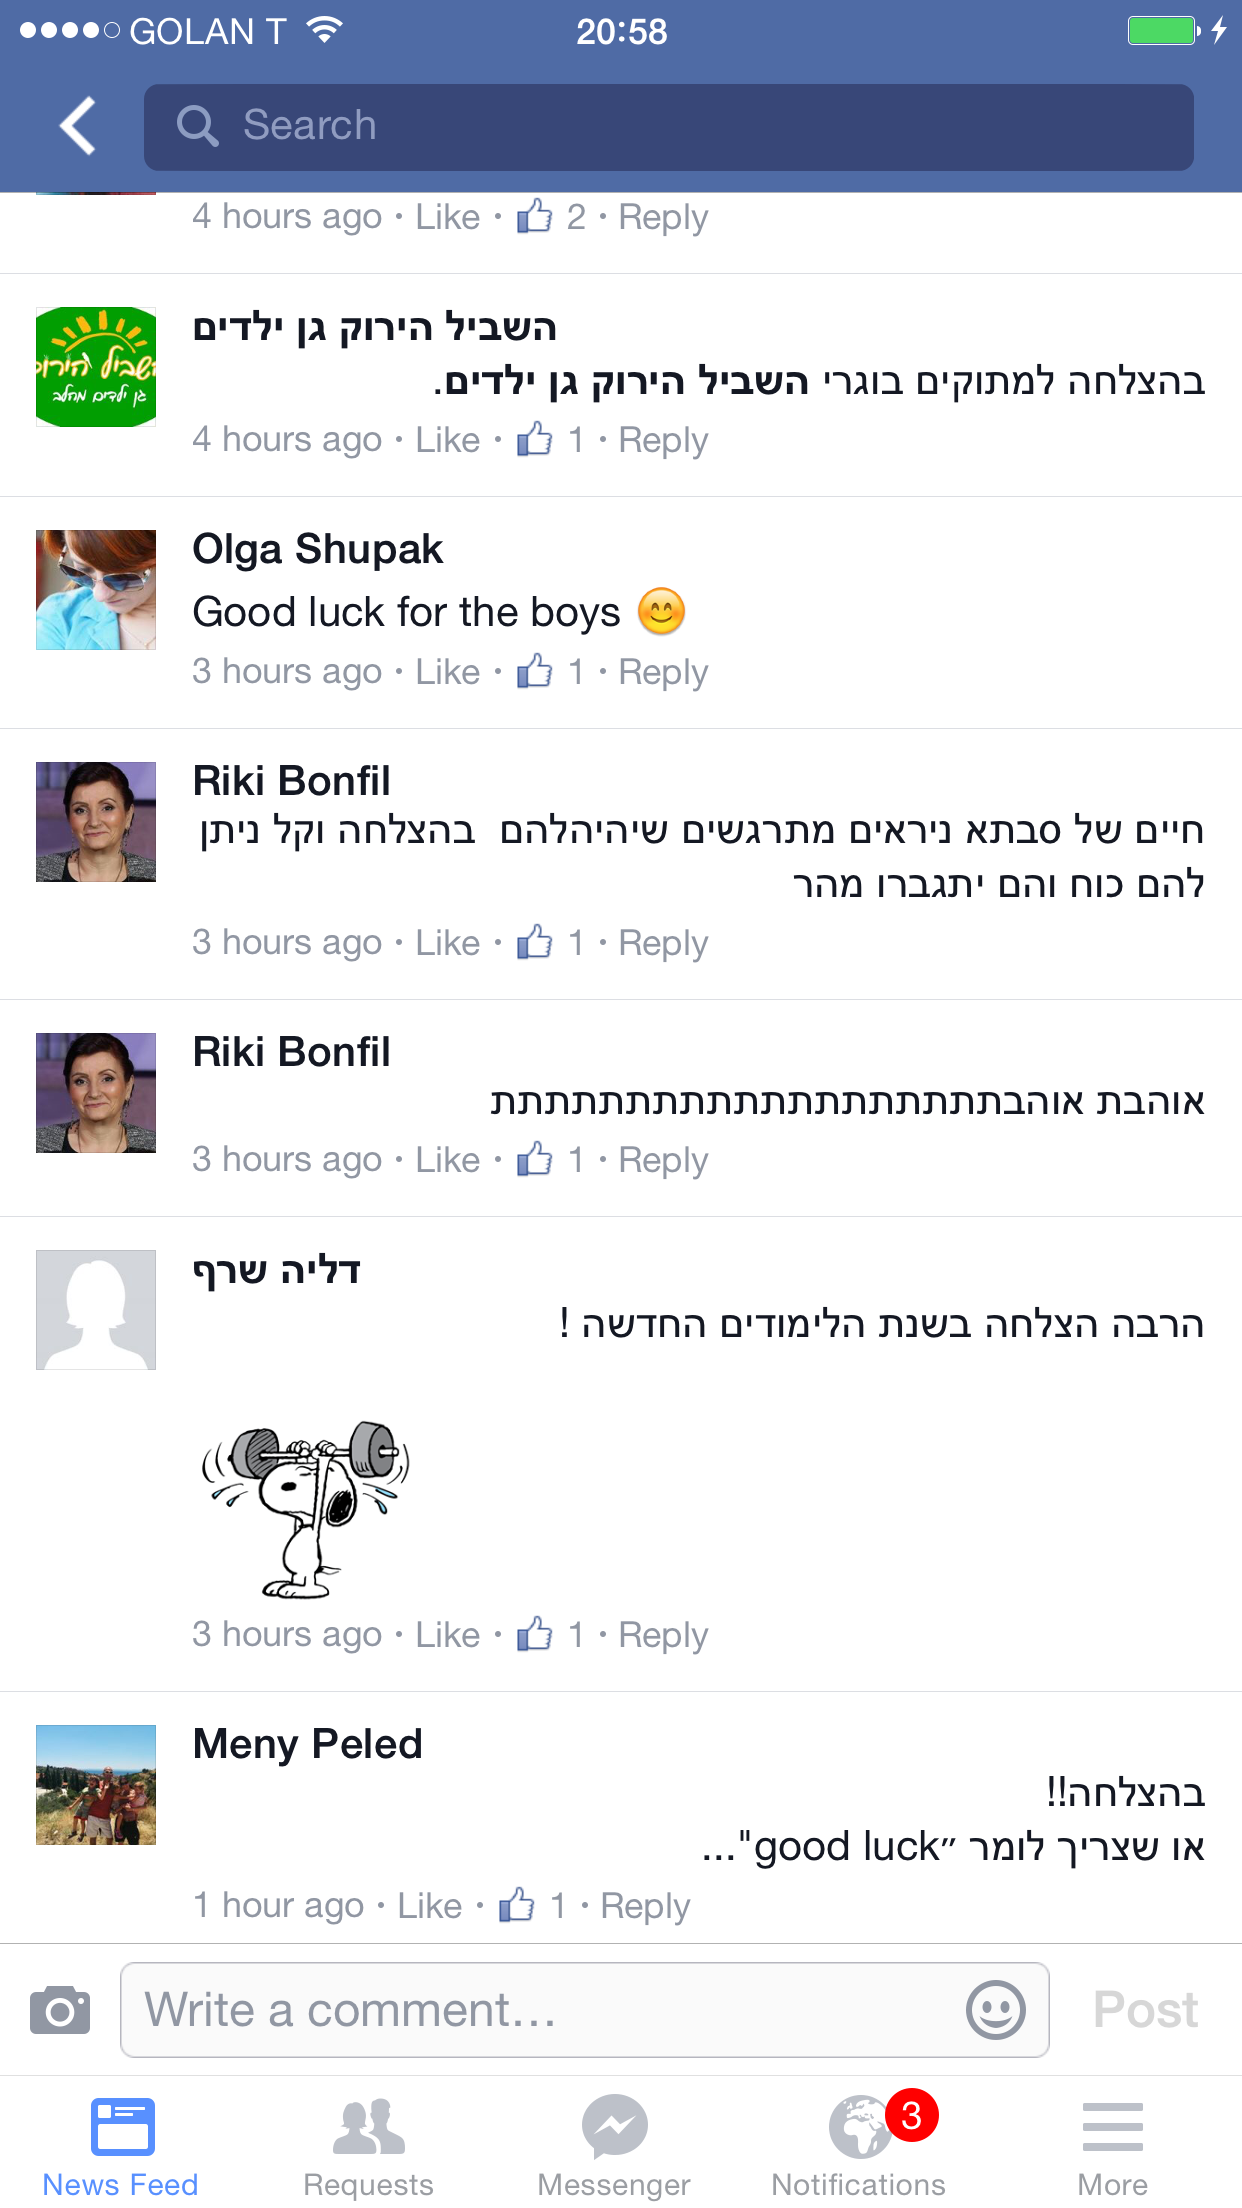 GOLAN T
20:58
Search
4 hours ago · Like · 2 · Reply
השביל הירוק
גן ילדים מחלב
השביל הירוק גן ילדים
בהצלחה למתוקים בוגרי השביל הירוק גן ילדים.
4 hours ago · Like · 1 · Reply
Olga Shupak
Good luck for the boys 😊
3 hours ago · Like · 1 · Reply
Riki Bonfil
חיים של סבתא ניראים מתרגשים שיהיהלהם  בהצלחה וקל ניתן
להם כוח והם יתגברו מהר
3 hours ago · Like · 1 · Reply
Riki Bonfil
אוהבת אוהבתתתתתתתתתתתתתתתתתתת
3 hours ago · Like · 1 · Reply
דליה שרף
הרבה הצלחה בשנת הלימודים החדשה !
3 hours ago · Like · 1 · Reply
Meny Peled
בהצלחה!!
או שצריך לומר ״good luck"...
1 hour ago · Like · 1 · Reply
Write a comment...
Post
3
News Feed
Requests
Messenger
Notifications
More